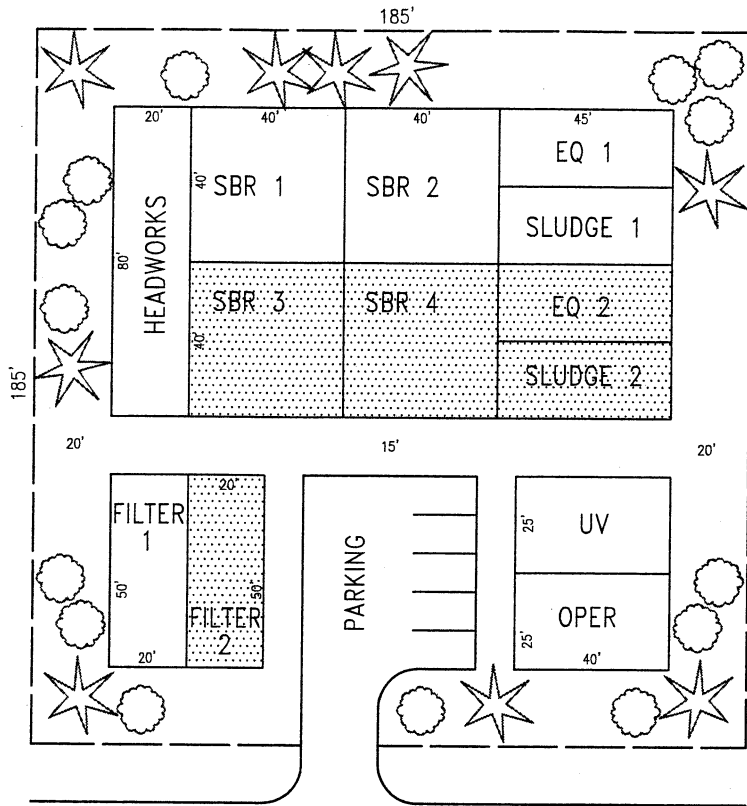 185'
20'
40'
40'
45'
EQ 1
40'
SBR 1
SBR 2
SLUDGE 1
80'
HEADWORKS
SBR 3
SBR 4
EQ 2
40'
SLUDGE 2
185'
20'
15'
20'
20'
FILTER
1
25'
UV
50'
50'
PARKING
FILTER
2
25'
OPER
20'
40'